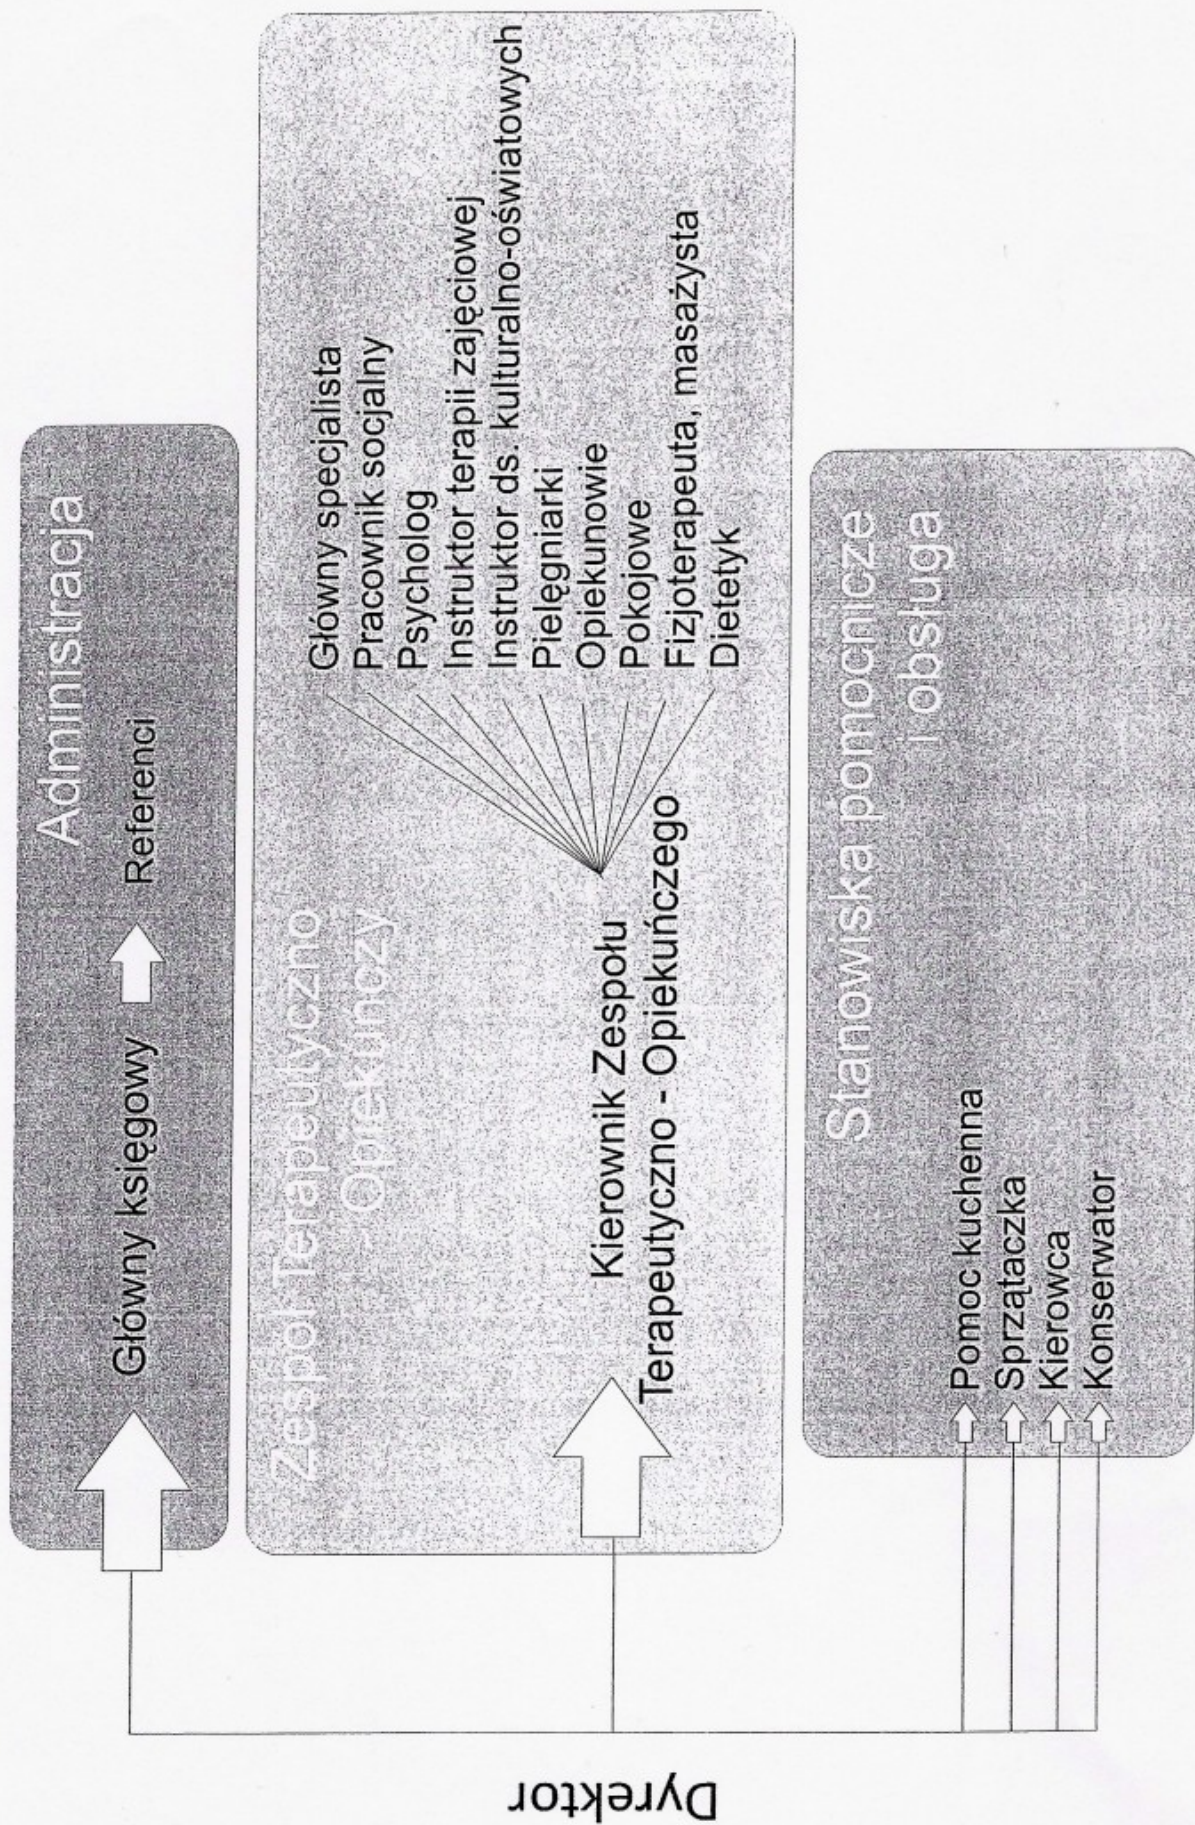 Dyrektor
Administracja
Główny księgowy
Referenci
Zespół Terapeutyczno
Opiekunczy
Kierownik Zespołu
Terapeutyczno - Opiekuńczego
Główny specjalista
Pracownik socjalny
Psycholog
Instruktor terapii zajęciowej
Instruktor ds. kulturalno-oświatowych
Pielęgniarki
Opiekunowie
Pokojowe
Fizjoterapeuta, masażysta
Dietetyk
Stanowiska pomocnicze
i obsługa
Pomoc kuchenna
Sprzątaczka
Kierowca
Konserwator